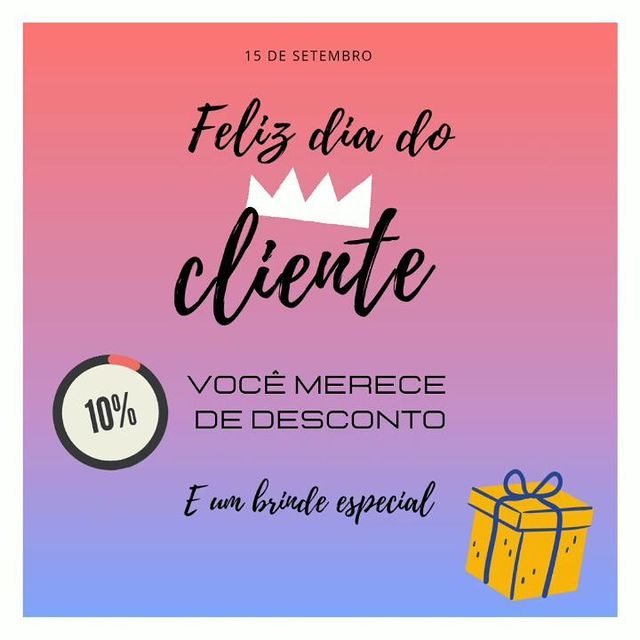 15 DE SETEMBRO
Feliz dia do
cliente
10%
VOCÊ MERECE
DE DESCONTO
E um brinde especial